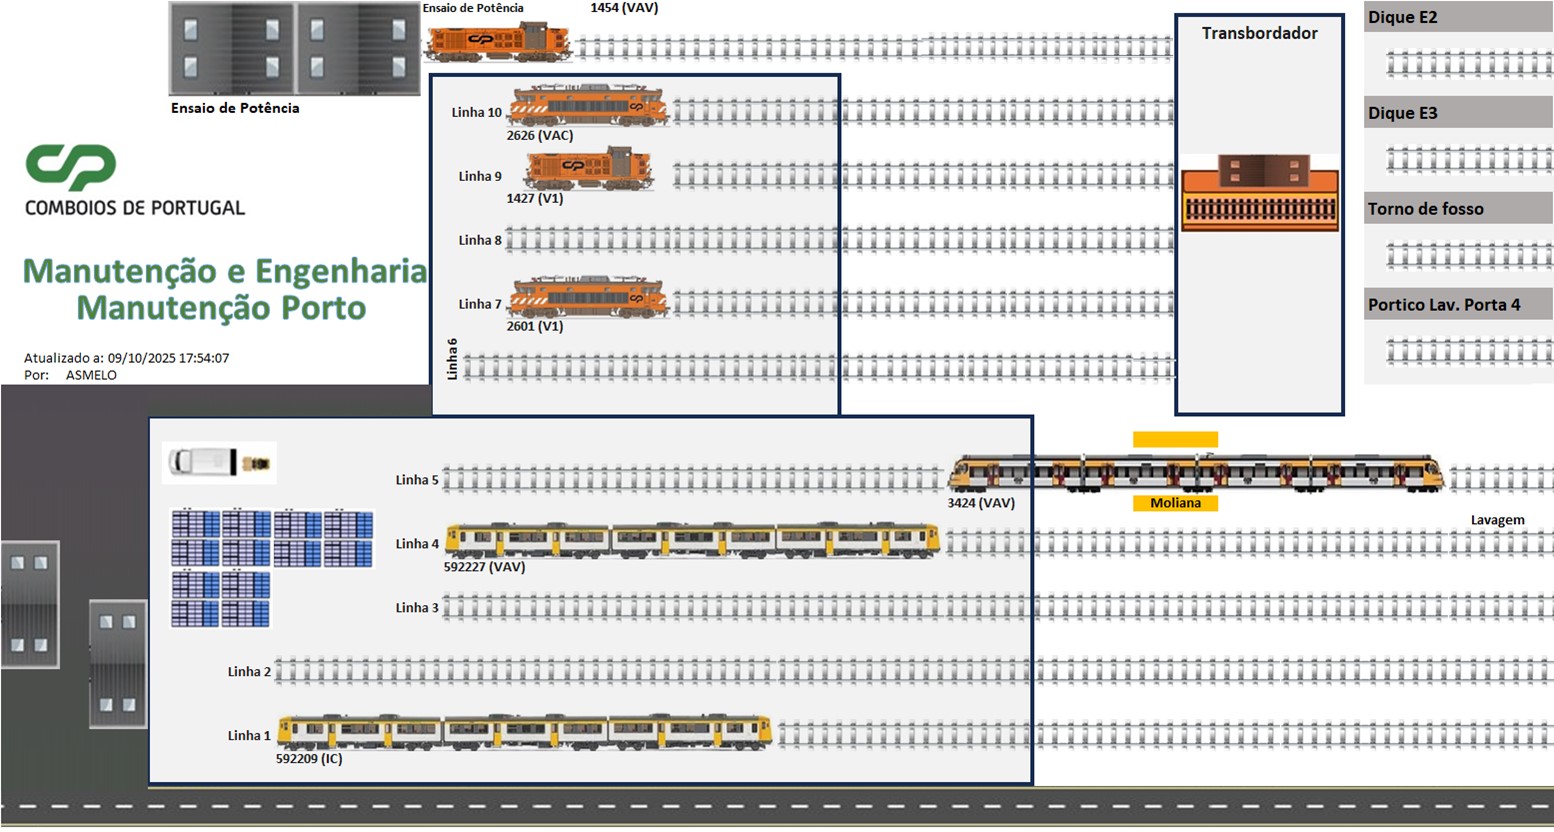 Ensaio de Potência
1454 (VAV)
Ensaio de Potência
Transbordador
Dique E2
Dique E3
Torno de fosso
Portico Lav. Porta 4
CP
COMBOIOS DE PORTUGAL
Manutenção e Engenharia
Manutenção Porto
Atualizado a: 09/10/2025 17:54:07
Por: ASMELO
Linha 10
2626 (VAC)
Linha 9
1427 (V1)
Linha 8
Linha 7
2601 (V1)
Linha 6
Linha 5
3424 (VAV)
Moliana
Lavagem
Linha 4
592227 (VAV)
Linha 3
Linha 2
Linha 1
592209 (IC)